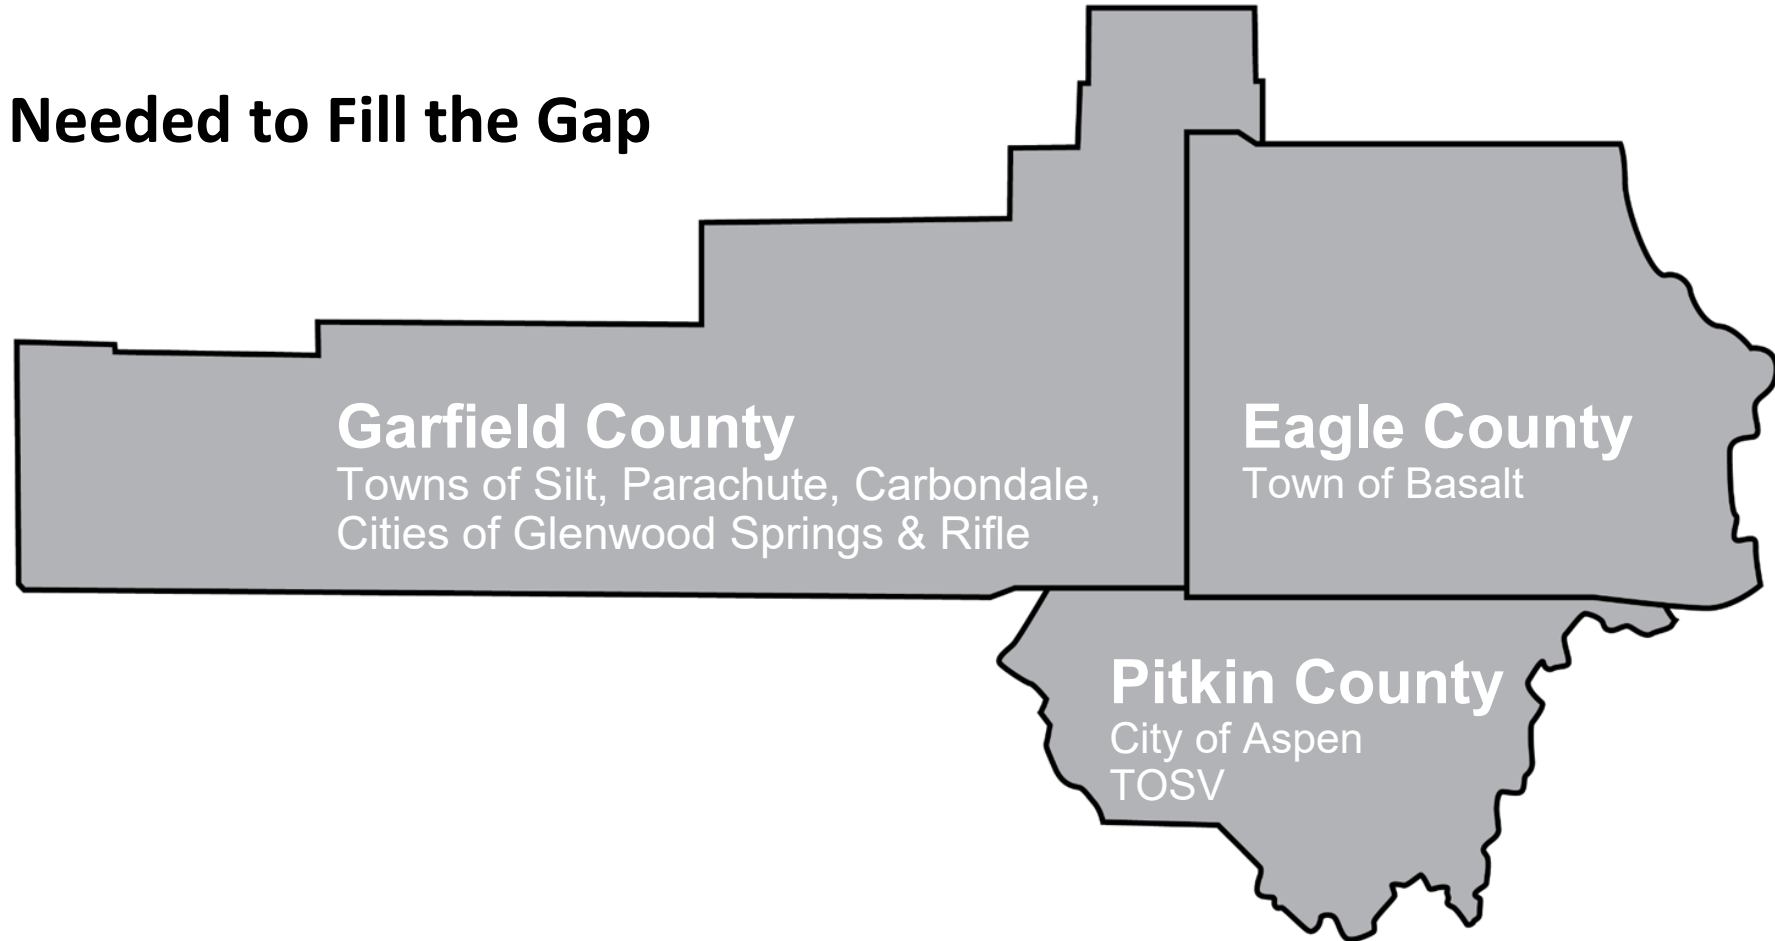 Needed to Fill the Gap
Garfield County
Towns of Silt, Parachute, Carbondale,
Cities of Glenwood Springs & Rifle
Eagle County
Town of Basalt
Pitkin County
City of Aspen
TOSV